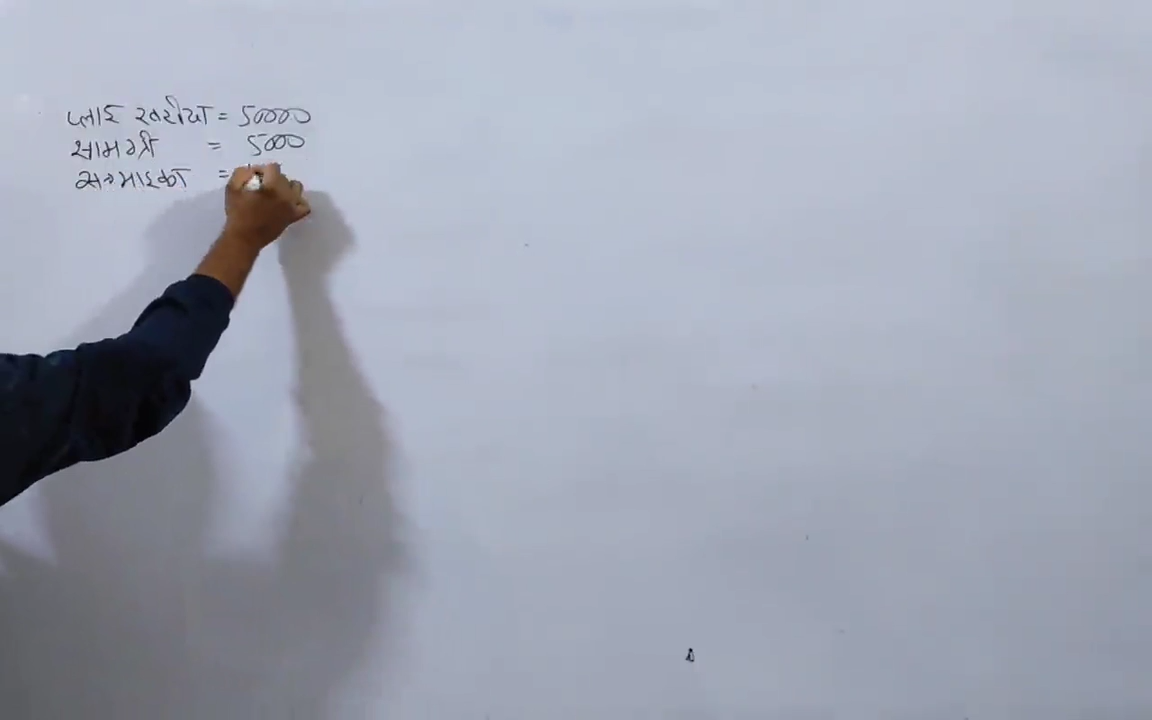 प्लाट खरीदा = 50000
सामग्री = 5000
=